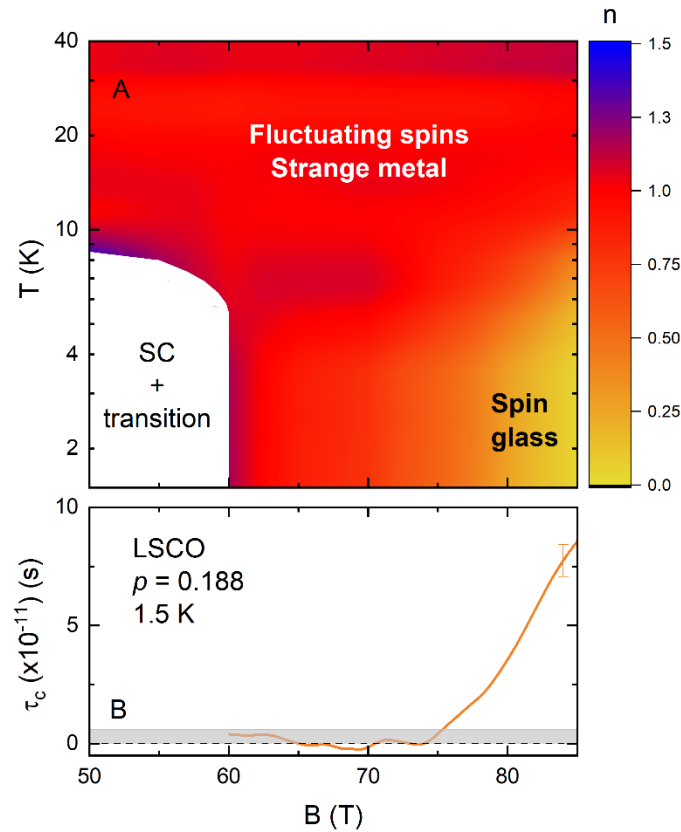 n
40
A
Fluctuating spins
Strange metal
20
10
T (K)
4
2
SC
+
transition
Spin
glass
1.5
1.25
1.0
0.75
0.50
0.25
0.0
10
5
0
τc (x10⁻¹¹) (s)
LSCO
p = 0.188
1.5 K
B
50
60
70
80
B (T)